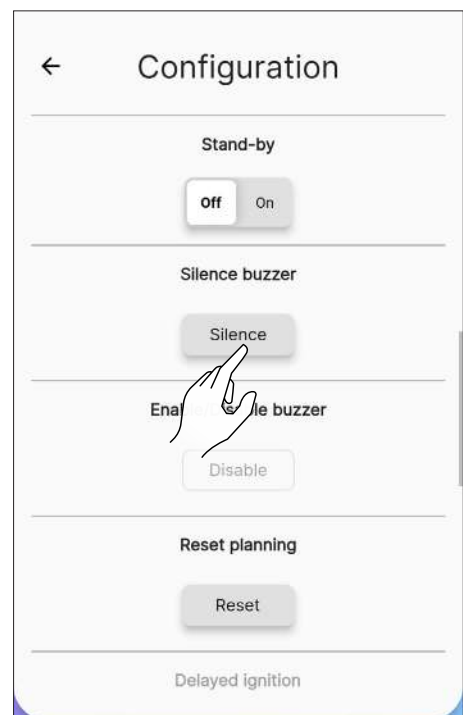 Configuration
Stand-by
Off On
Silence buzzer
Silence
buzzer
Disable
Reset planning
Reset
Delayed ignition